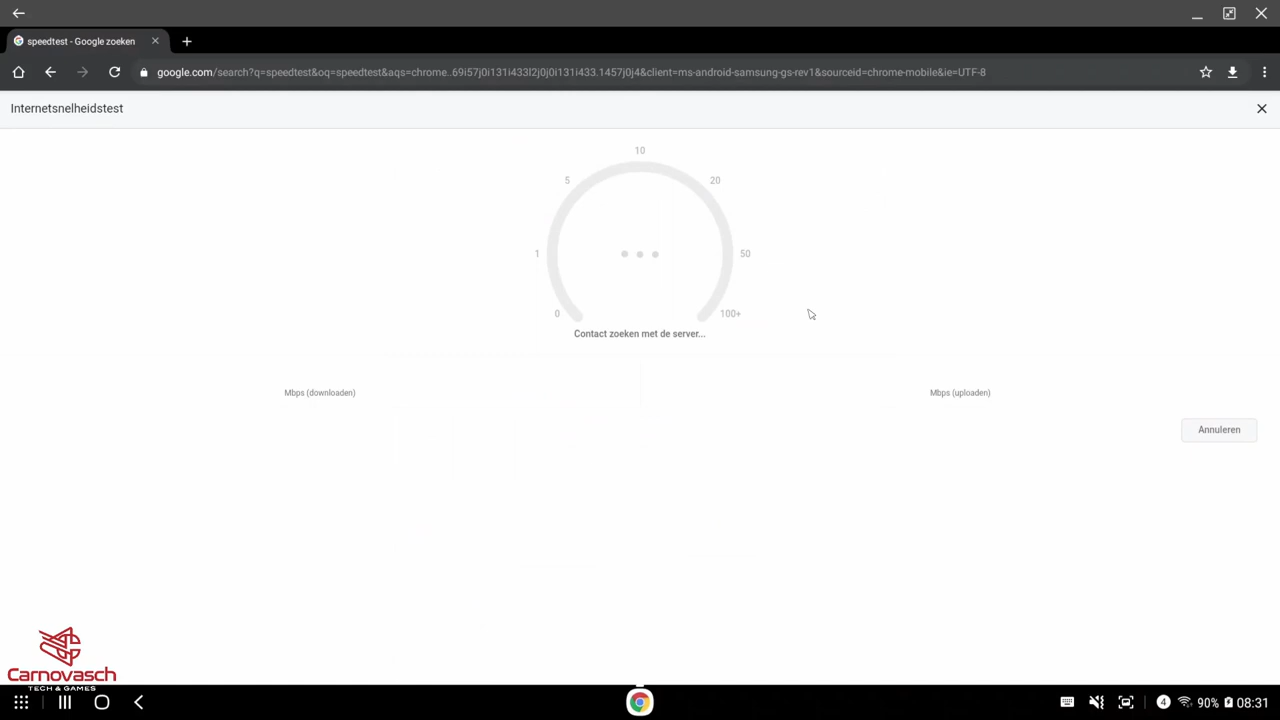 speedtest - Google zoeken
google.com/search?q=speedtest&oq=speedtest&aqs=chrome..69i57j0i131i433l2j0j0i131i433.1457j0j4&client=ms-android-samsung-gs-rev1&sourceid=chrome-mobile&ie=UTF-8
Internetsnelheidstest
10
5
20
1
50
0
100+
Contact zoeken met de server...
Mbps (downloaden)
Mbps (uploaden)
Annuleren
Carnovasch
TECH & GAMES
4
90%
08:31